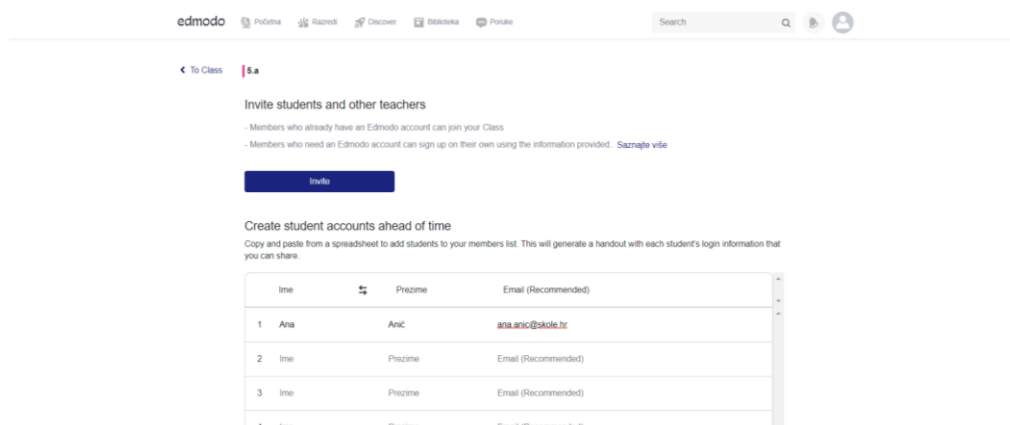 edmodo Početna Razredi Discover Biblioteka Poruke Search
To Class 5.a
Invite students and other teachers
- Members who already have an Edmodo account can join your Class
- Members who need an Edmodo account can sign up on their own using the information provided.. Saznajte više
Invite
Create student accounts ahead of time
Copy and paste from a spreadsheet to add students to your members list. This will generate a handout with each student's login information that
you can share.
Ime Prezime Email (Recommended)
1 Ana Anić ana.anic@skole.hr
2 Ime Prezime Email (Recommended)
3 Ime Prezime Email (Recommended)